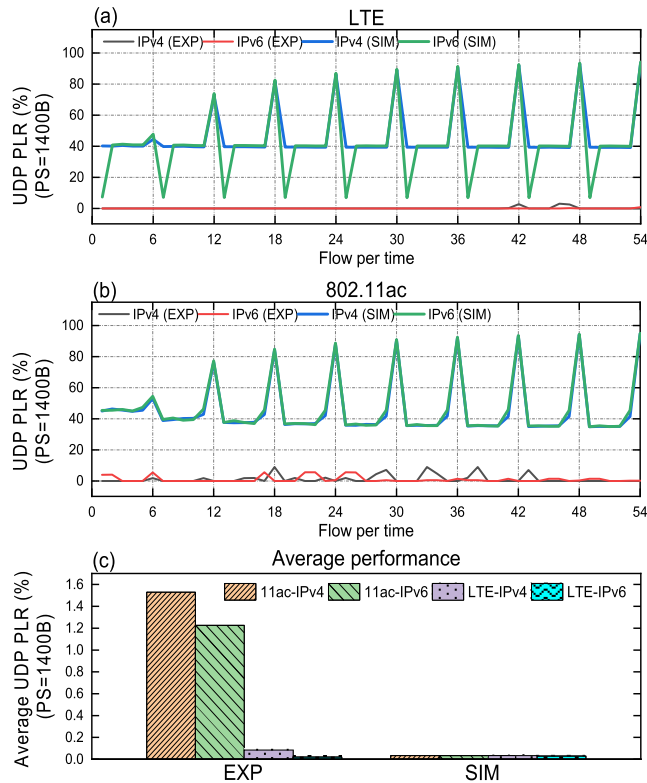 (a) LTE
IPv4 (EXP) IPv6 (EXP) IPv4 (SIM) IPv6 (SIM)
UDP PLR (%)
(PS=1400B)
100
80
60
40
20
0
0 6 12 18 24 30 36 42 48 54
Flow per time
(b) 802.11ac
IPv4 (EXP) IPv6 (EXP) IPv4 (SIM) IPv6 (SIM)
UDP PLR (%)
(PS=1400B)
100
80
60
40
20
0
0 6 12 18 24 30 36 42 48 54
Flow per time
(c) Average performance
11ac-IPv4 11ac-IPv6 LTE-IPv4 LTE-IPv6
Average UDP PLR (%)
(PS=1400B)
1.6
1.4
1.2
1.0
0.8
0.6
0.4
0.2
0.0
EXP SIM